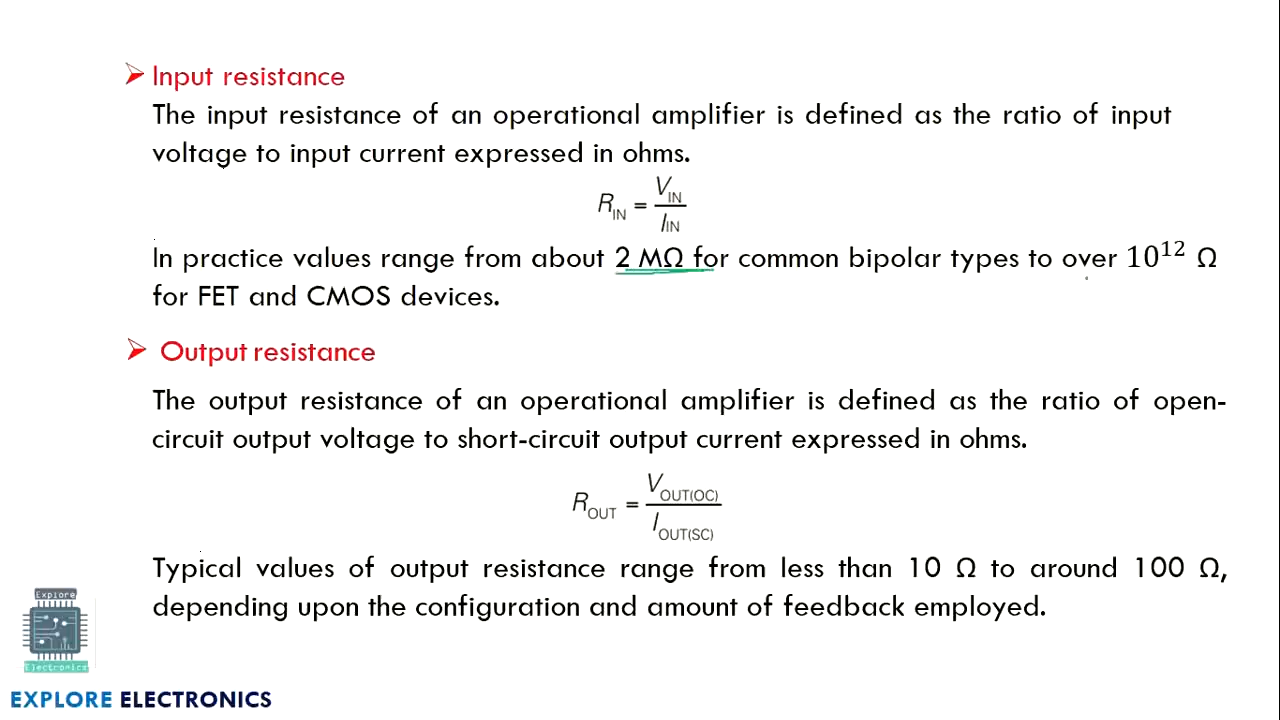 ➢ Input resistance
The input resistance of an operational amplifier is defined as the ratio of input
voltage to input current expressed in ohms.
R_IN = V_IN / I_IN
In practice values range from about 2 MΩ for common bipolar types to over 10^12 Ω
for FET and CMOS devices.
➢ Output resistance
The output resistance of an operational amplifier is defined as the ratio of open-
circuit output voltage to short-circuit output current expressed in ohms.
R_OUT = V_OUT(OC) / I_OUT(SC)
Typical values of output resistance range from less than 10 Ω to around 100 Ω,
depending upon the configuration and amount of feedback employed.
Explore
Electronics
EXPLORE ELECTRONICS